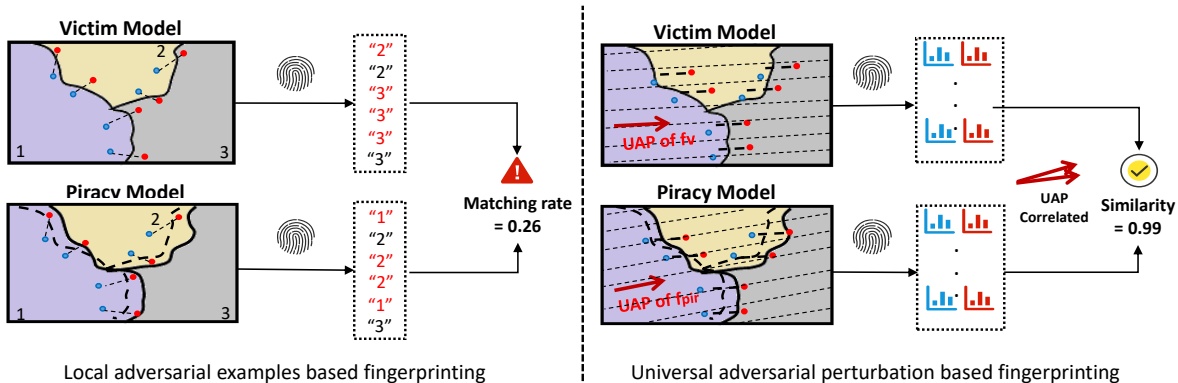 Victim Model
2
1
3
“2”
“2”
“3”
“3”
“3”
“3”
Matching rate
= 0.26
Piracy Model
2
1
3
“1”
“2”
“2”
“2”
“1”
“3”
Local adversarial examples based fingerprinting
Victim Model
UAP of fv
UAP
Correlated
Similarity
= 0.99
Piracy Model
UAP of fpir
Universal adversarial perturbation based fingerprinting